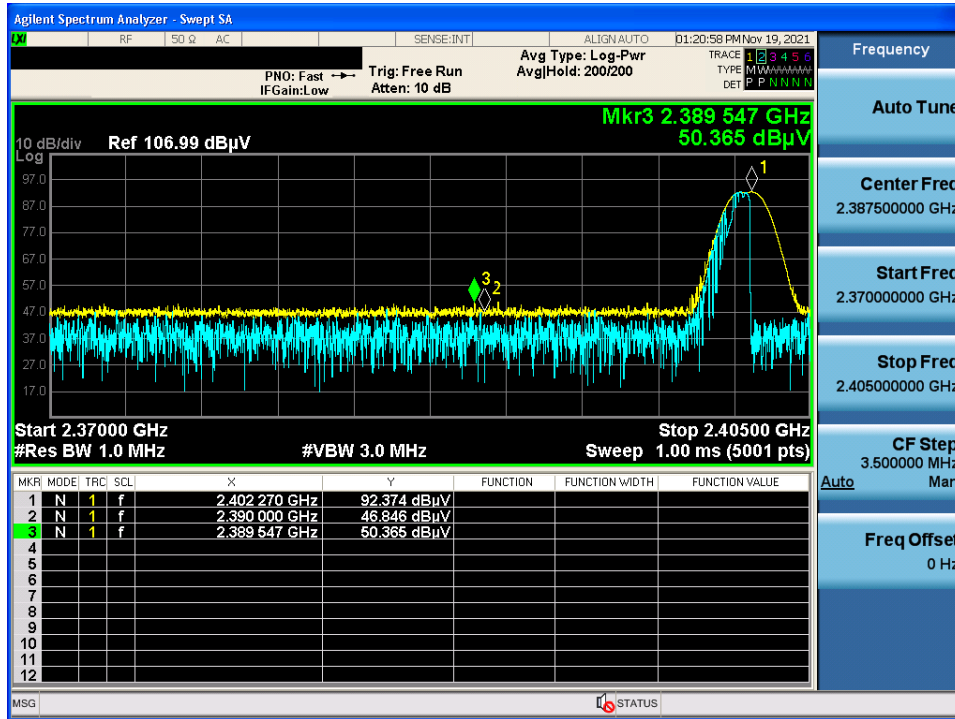 Agilent Spectrum Analyzer - Swept SA
LXI RF 50 Ω AC SENSE:INT ALIGN AUTO 01:20:58 PM Nov 19, 2021
PNO: Fast Trig: Free Run Avg Type: Log-Pwr TRACE 1 2 3 4 5 6
IFGain:Low Atten: 10 dB Avg|Hold: 200/200 TYPE M WWWWW
DET P P N N N N
Mkr3 2.389 547 GHz
50.365 dBµV
10 dB/div Ref 106.99 dBµV
Log
97.0
87.0
77.0
67.0
57.0
47.0
37.0
27.0
17.0
1
3
2
Start 2.37000 GHz Stop 2.40500 GHz
#Res BW 1.0 MHz #VBW 3.0 MHz Sweep 1.00 ms (5001 pts)
MKR MODE TRC SCL X Y FUNCTION FUNCTION WIDTH FUNCTION VALUE
1 N 1 f 2.402 270 GHz 92.374 dBµV
2 N 1 f 2.390 000 GHz 46.846 dBµV
3 N 1 f 2.389 547 GHz 50.365 dBµV
4
5
6
7
8
9
10
11
12
MSG STATUS
Frequency
Auto Tune
Center Freq
2.387500000 GHz
Start Freq
2.370000000 GHz
Stop Freq
2.405000000 GHz
CF Step
3.500000 MHz
Auto Man
Freq Offset
0 Hz